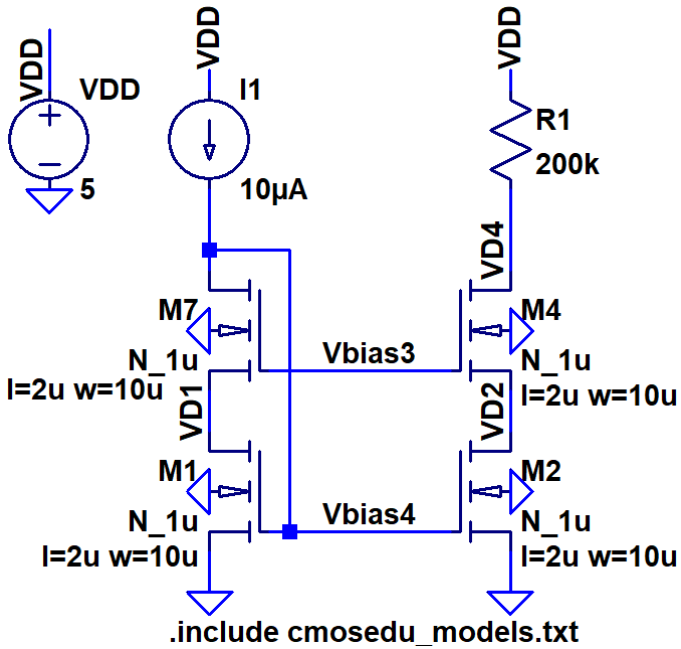 VDD
VDD
5
VDD
I1
10µA
VDD
R1
200k
VD4
M7
N_1u
l=2u w=10u
VD1
Vbias3
M4
N_1u
l=2u w=10u
VD2
M1
N_1u
l=2u w=10u
Vbias4
M2
N_1u
l=2u w=10u
.include cmosedu_models.txt